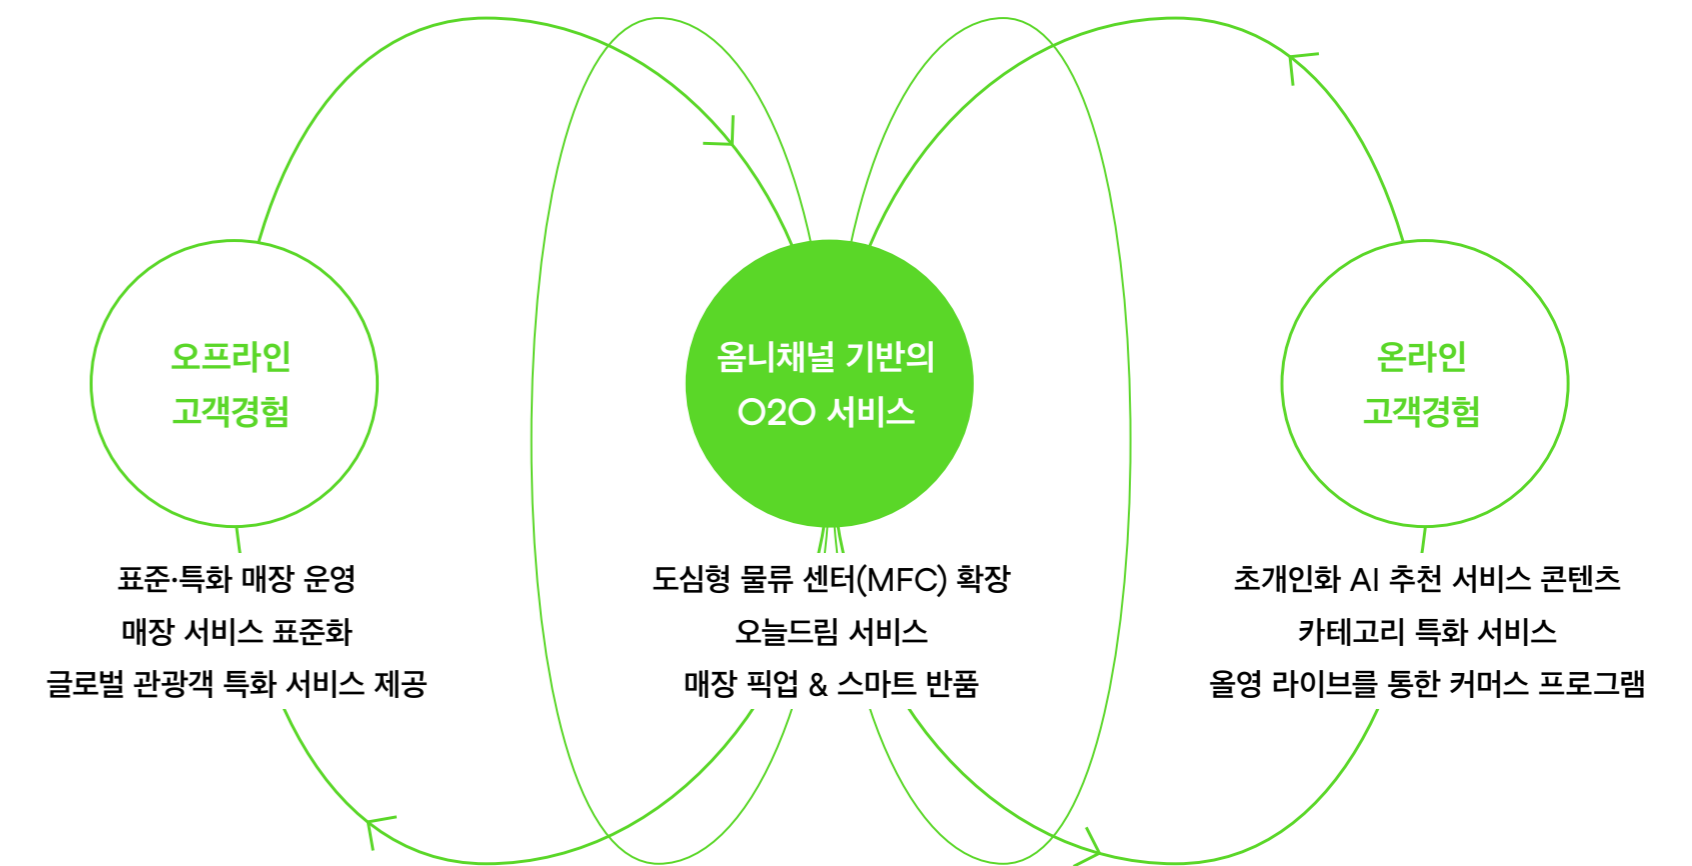 오프라인
고객경험
표준·특화 매장 운영
매장 서비스 표준화
글로벌 관광객 특화 서비스 제공
옴니채널 기반의
O2O 서비스
도심형 물류 센터(MFC) 확장
오늘드림 서비스
매장 픽업 & 스마트 반품
온라인
고객경험
초개인화 AI 추천 서비스 콘텐츠
카테고리 특화 서비스
올영 라이브를 통한 커머스 프로그램